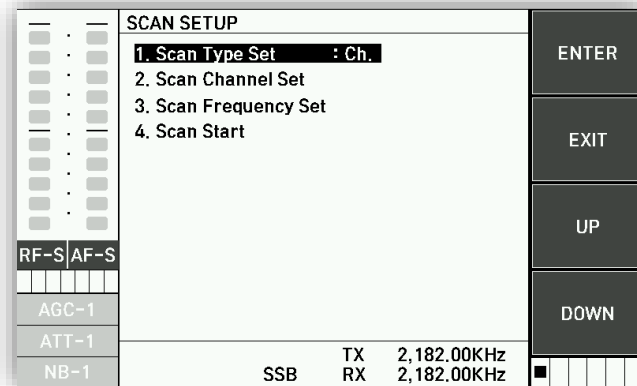 SCAN SETUP
1. Scan Type Set : Ch.
2. Scan Channel Set
3. Scan Frequency Set
4. Scan Start
ENTER
EXIT
UP
DOWN
RF-S AF-S
AGC-1
ATT-1
NB-1
TX 2,182.00KHz
SSB RX 2,182.00KHz